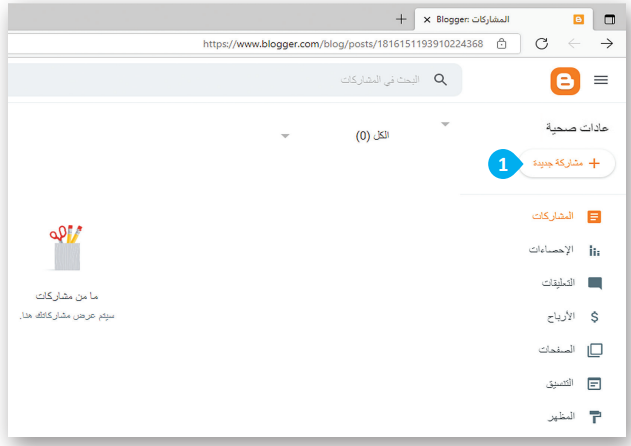 Blogger: المشاركات
https://www.blogger.com/blog/posts/1816151193910224368
البحث في المشاركات
عادات صحية
الكل (0)
مشاركة جديدة
1
المشاركات
الإحصاءات
التعليقات
الأرباح
الصفحات
التنسيق
المظهر
ما من مشاركات
سيتم عرض مشاركاتك هنا.